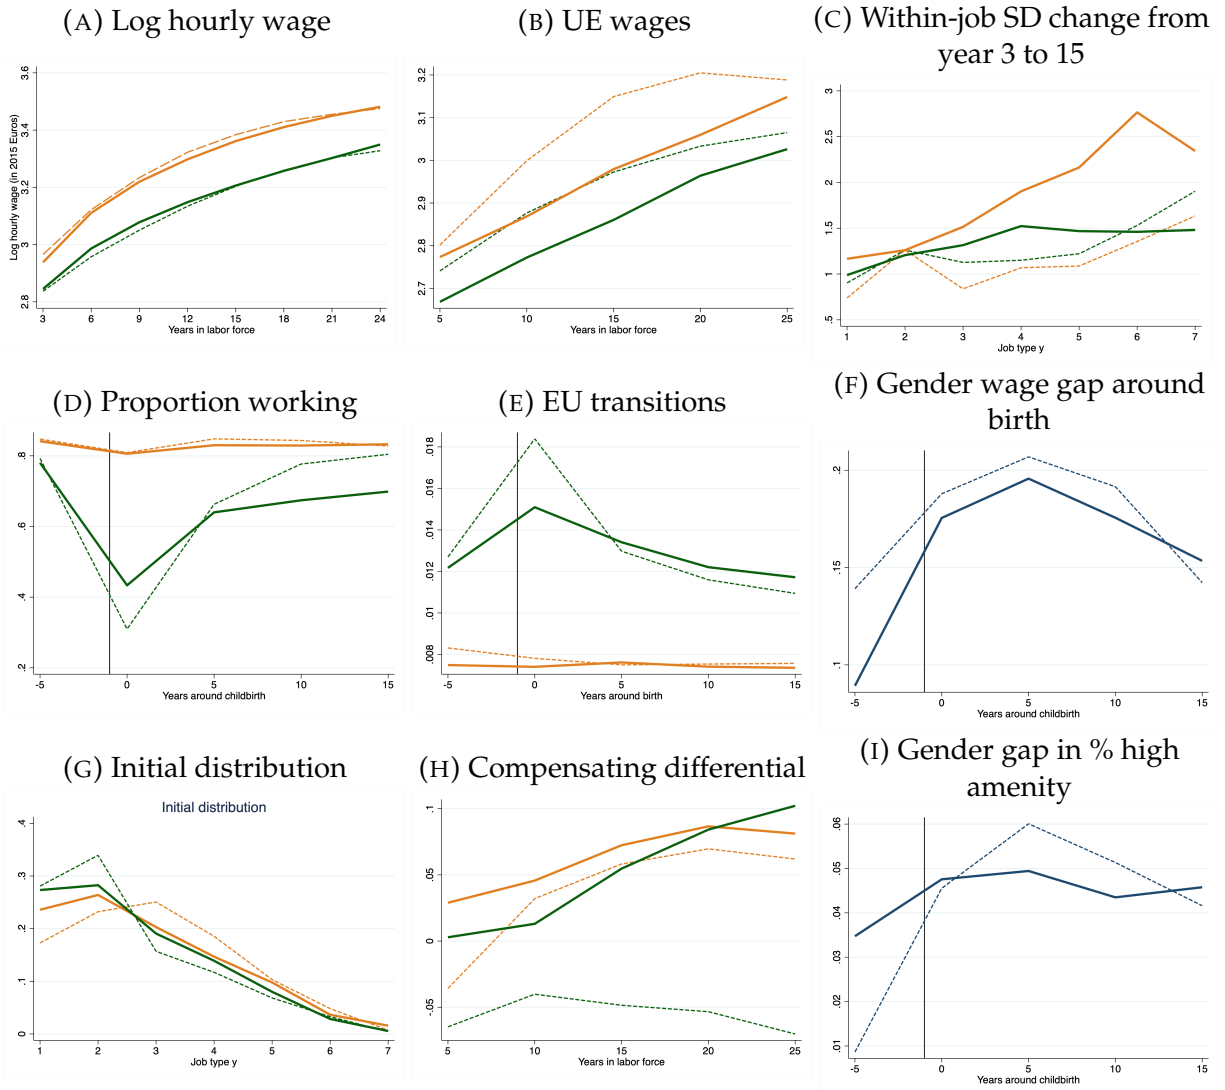 (A) Log hourly wage
Log hourly wage (in 2015 Euros)
3.6
3.4
3.2
3
2.8
3 6 9 12 15 18 21 24
Years in labor force
(B) UE wages
3.2
3.1
3
2.9
2.8
2.7
5 10 15 20 25
Years in labor force
(C) Within-job SD change from
year 3 to 15
3
2.5
2
1.5
1
.5
1 2 3 4 5 6 7
Job type y
(D) Proportion working
.8
.6
.4
.2
-5 0 5 10 15
Years around childbirth
(E) EU transitions
.018
.016
.014
.012
.01
.008
-5 0 5 10 15
Years around birth
(F) Gender wage gap around
birth
.2
.15
.1
-5 0 5 10 15
Years around childbirth
(G) Initial distribution
Initial distribution
.4
.3
.2
.1
0
1 2 3 4 5 6 7
Job type y
(H) Compensating differential
.1
.05
0
-.05
5 10 15 20 25
Years in labor force
(I) Gender gap in % high
amenity
.06
.05
.04
.03
.02
.01
-5 0 5 10 15
Years around childbirth